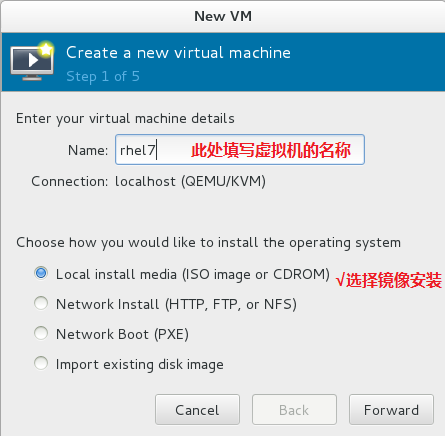 New VM
Create a new virtual machine
Step 1 of 5
Enter your virtual machine details
Name: rhel7 此处填写虚拟机的名称
Connection: localhost (QEMU/KVM)
Choose how you would like to install the operating system
Local install media (ISO image or CDROM) √选择镜像安装
Network Install (HTTP, FTP, or NFS)
Network Boot (PXE)
Import existing disk image
Cancel Back Forward